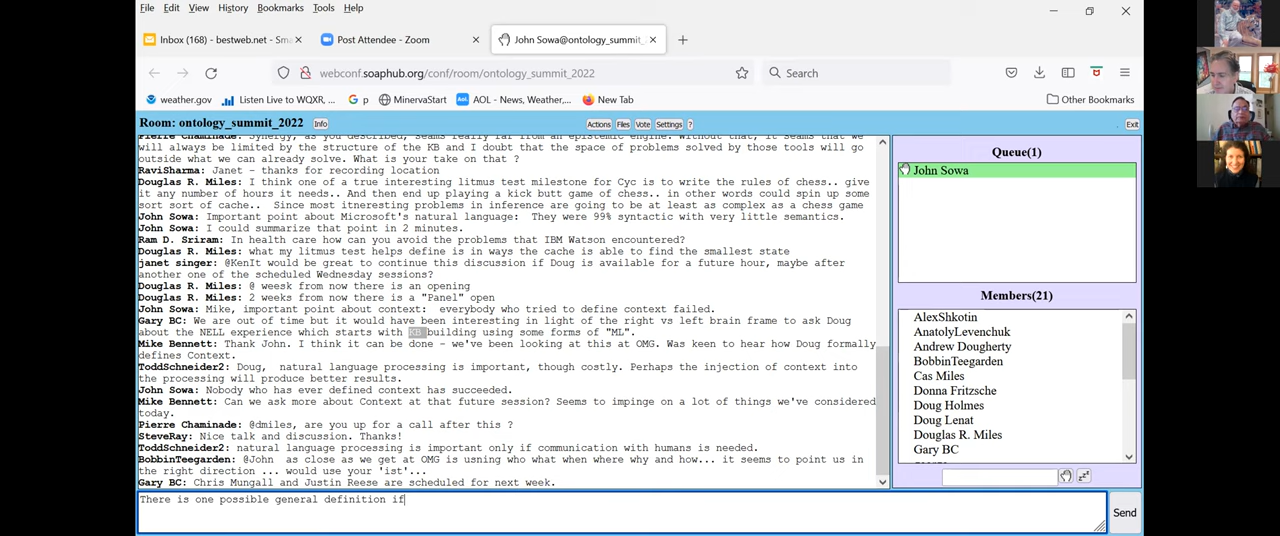 File Edit View History Bookmarks Tools Help
Inbox (168) - bestweb.net - Sma
Post Attendee - Zoom
John Sowa@ontology_summit_
webconf.soaphub.org/conf/room/ontology_summit_2022
Search
weather.gov Listen Live to WQXR, ... G p MinervaStart Aol AOL - News, Weather,... New Tab Other Bookmarks
Room: ontology_summit_2022 Info Actions Files Vote Settings ? Exit
Pierre Chaminade: Synergy, as you described, seams really far from an epistemic engine. Without that, it seams that we
will always be limited by the structure of the KB and I doubt that the space of problems solved by those tools will go
outside what we can already solve. What is your take on that ?
RaviSharma: Janet - thanks for recording location
Douglas R. Miles: I think one of a true interesting litmus test milestone for Cyc is to write the rules of chess.. give
it any number of hours it needs.. And then end up playing a kick butt game of chess.. in other words could spin up some
sort sort of cache.. Since most itneresting problems in inference are going to be at least as complex as a chess game
John Sowa: Important point about Microsoft's natural language: They were 99% syntactic with very little semantics.
John Sowa: I could summarize that point in 2 minutes.
Ram D. Sriram: In health care how can you avoid the problems that IBM Watson encountered?
Douglas R. Miles: what my litmus test helps define is in ways the cache is able to find the smallest state
janet singer: @KenIt would be great to continue this discussion if Doug is available for a future hour, maybe after
another one of the scheduled Wednesday sessions?
Douglas R. Miles: @ weesk from now there is an opening
Douglas R. Miles: 2 weeks from now there is a "Panel" open
John Sowa: Mike, important point about context: everybody who tried to define context failed.
Gary BC: We are out of time but it would have been interesting in light of the right vs left brain frame to ask Doug
about the NELL experience which starts with KB building using some forms of "ML".
Mike Bennett: Thank John. I think it can be done - we've been looking at this at OMG. Was keen to hear how Doug formally
defines Context.
ToddSchneider2: Doug, natural language processing is important, though costly. Perhaps the injection of context into
the processing will produce better results.
John Sowa: Nobody who has ever defined context has succeeded.
Mike Bennett: Can we ask more about Context at that future session? Seems to impinge on a lot of things we've considered
today.
Pierre Chaminade: @dmiles, are you up for a call after this ?
SteveRay: Nice talk and discussion. Thanks!
ToddSchneider2: natural language processing is important only if communication with humans is needed.
BobbinTeegarden: @John as close as we get at OMG is usning who what when where why and how... it seems to point us in
the right direction ... would use your 'ist'...
Gary BC: Chris Mungall and Justin Reese are scheduled for next week.
There is one possible general definition if
Send
Queue(1)
John Sowa
Members(21)
AlexShkotin
AnatolyLevenchuk
Andrew Dougherty
BobbinTeegarden
Cas Miles
Donna Fritzsche
Doug Holmes
Doug Lenat
Douglas R. Miles
Gary BC